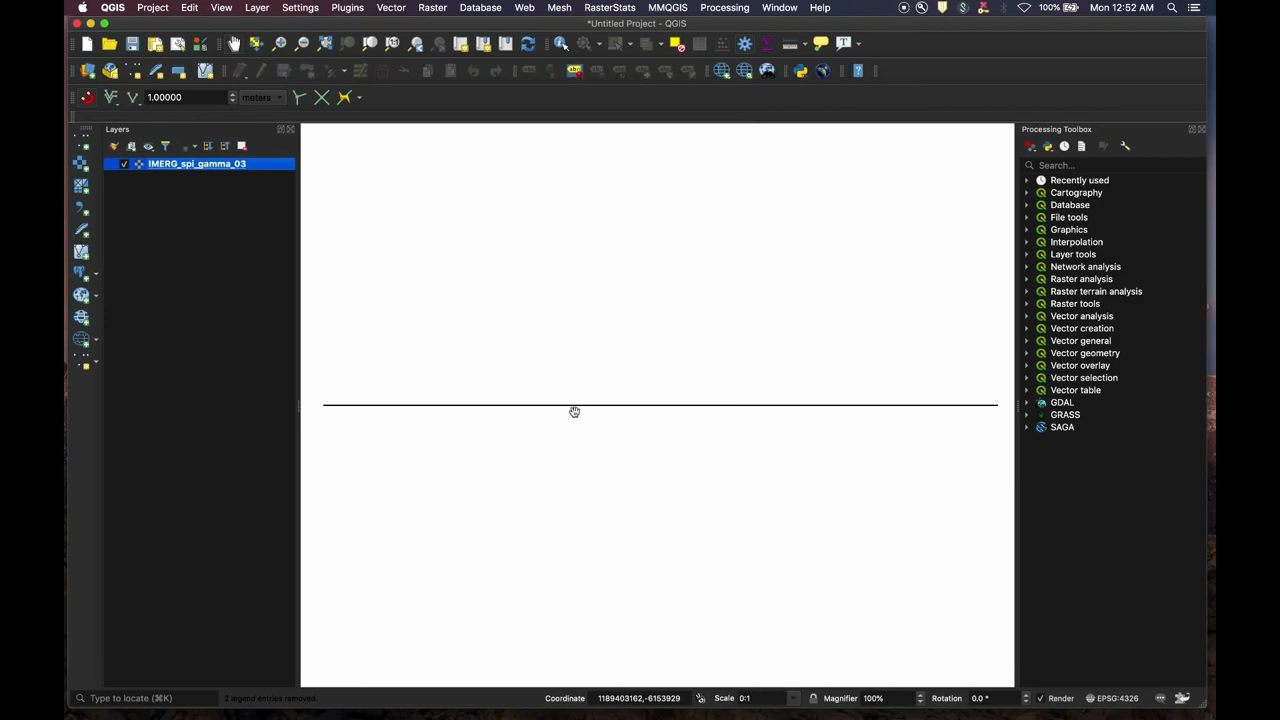 QGIS Project Edit View Layer Settings Plugins Vector Raster Database Web Mesh RasterStats MMQGIS Processing Window Help 100% Mon 12:52 AM
*Untitled Project - QGIS
1.00000 meters
Layers
IMERG_spi_gamma_03
Processing Toolbox
Search...
Recently used
Cartography
Database
File tools
Graphics
Interpolation
Layer tools
Network analysis
Raster analysis
Raster terrain analysis
Raster tools
Vector analysis
Vector creation
Vector general
Vector geometry
Vector overlay
Vector selection
Vector table
GDAL
GRASS
SAGA
Type to locate (⌘K) 2 legend entries removed. Coordinate 1189403162,-6153929 Scale 0:1 Magnifier 100% Rotation 0.0 ° Render EPSG:4326